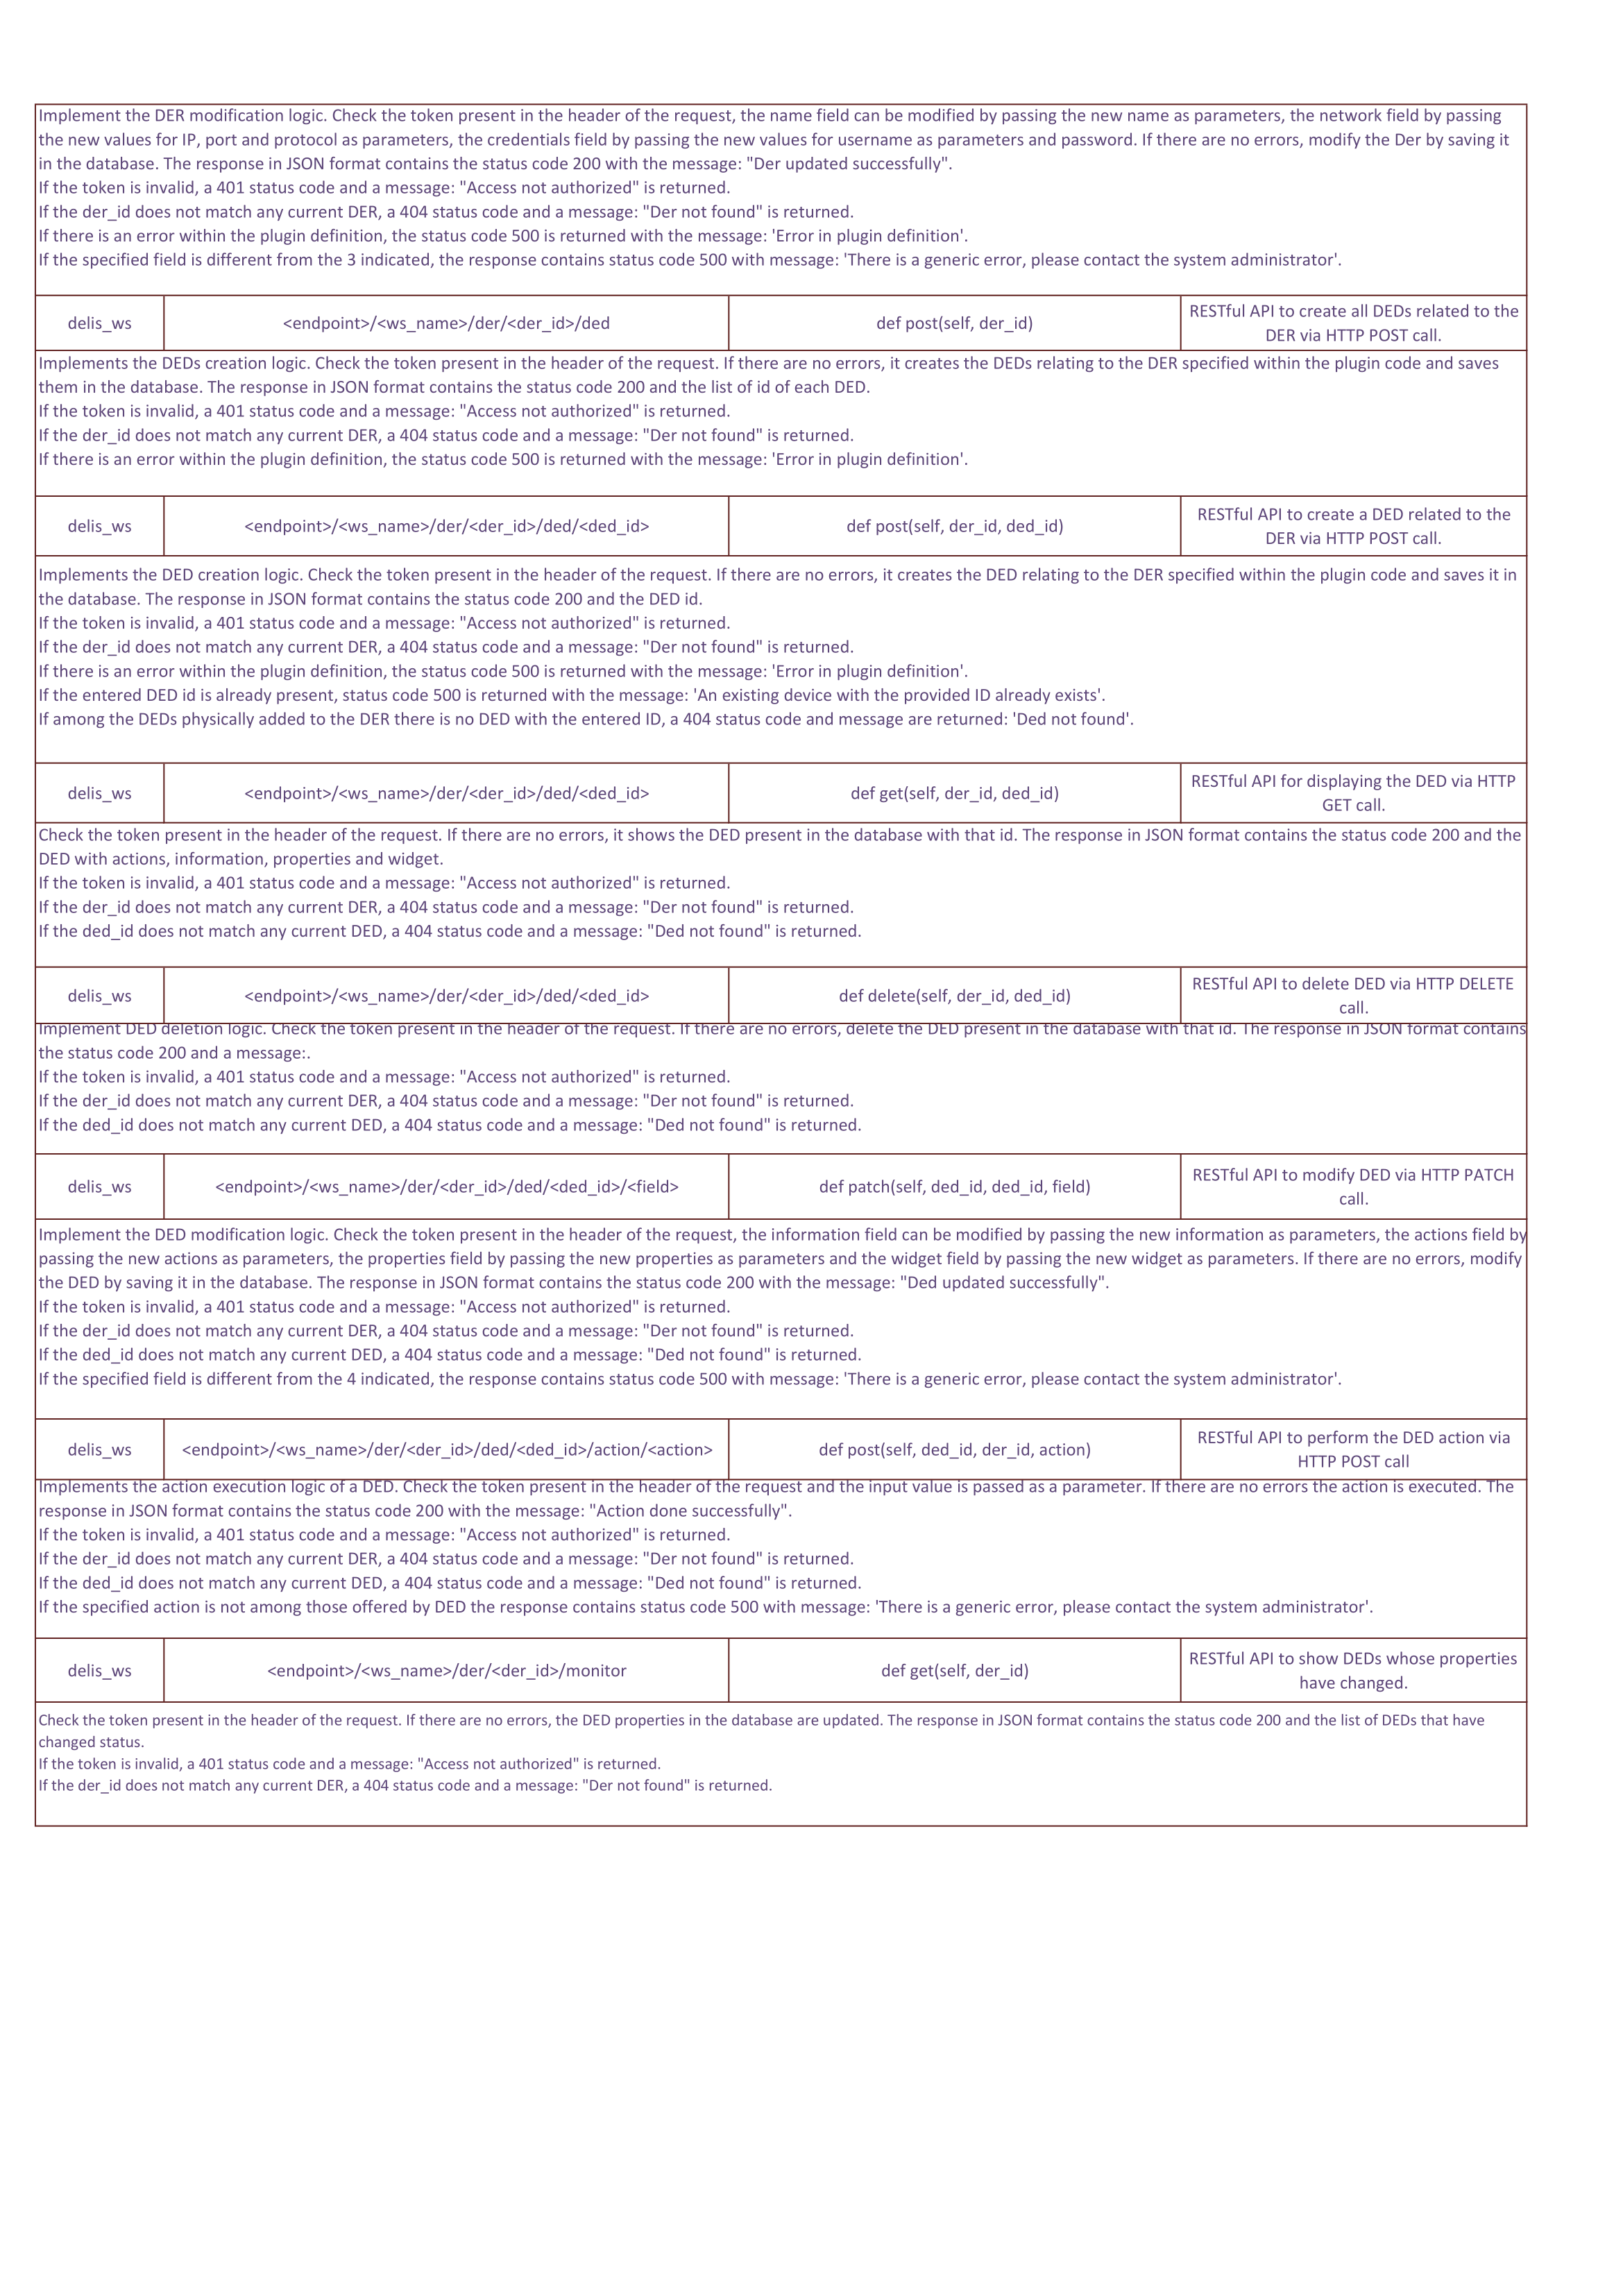 Implement the DER modification logic. Check the token present in the header of the request, the name field can be modified by passing the new name as parameters, the network field by passing
the new values for IP, port and protocol as parameters, the credentials field by passing the new values for username as parameters and password. If there are no errors, modify the Der by saving it
in the database. The response in JSON format contains the status code 200 with the message: "Der updated successfully".
If the token is invalid, a 401 status code and a message: "Access not authorized" is returned.
If the der_id does not match any current DER, a 404 status code and a message: "Der not found" is returned.
If there is an error within the plugin definition, the status code 500 is returned with the message: 'Error in plugin definition'.
If the specified field is different from the 3 indicated, the response contains status code 500 with message: 'There is a generic error, please contact the system administrator'.
delis_ws
<endpoint>/<ws_name>/der/<der_id>/ded
def post(self, der_id)
RESTful API to create all DEDs related to the
DER via HTTP POST call.
Implements the DEDs creation logic. Check the token present in the header of the request. If there are no errors, it creates the DEDs relating to the DER specified within the plugin code and saves
them in the database. The response in JSON format contains the status code 200 and the list of id of each DED.
If the token is invalid, a 401 status code and a message: "Access not authorized" is returned.
If the der_id does not match any current DER, a 404 status code and a message: "Der not found" is returned.
If there is an error within the plugin definition, the status code 500 is returned with the message: 'Error in plugin definition'.
delis_ws
<endpoint>/<ws_name>/der/<der_id>/ded/<ded_id>
def post(self, der_id, ded_id)
RESTful API to create a DED related to the
DER via HTTP POST call.
Implements the DED creation logic. Check the token present in the header of the request. If there are no errors, it creates the DED relating to the DER specified within the plugin code and saves it in
the database. The response in JSON format contains the status code 200 and the DED id.
If the token is invalid, a 401 status code and a message: "Access not authorized" is returned.
If the der_id does not match any current DER, a 404 status code and a message: "Der not found" is returned.
If there is an error within the plugin definition, the status code 500 is returned with the message: 'Error in plugin definition'.
If the entered DED id is already present, status code 500 is returned with the message: 'An existing device with the provided ID already exists'.
If among the DEDs physically added to the DER there is no DED with the entered ID, a 404 status code and message are returned: 'Ded not found'.
delis_ws
<endpoint>/<ws_name>/der/<der_id>/ded/<ded_id>
def get(self, der_id, ded_id)
RESTful API for displaying the DED via HTTP
GET call.
Check the token present in the header of the request. If there are no errors, it shows the DED present in the database with that id. The response in JSON format contains the status code 200 and the
DED with actions, information, properties and widget.
If the token is invalid, a 401 status code and a message: "Access not authorized" is returned.
If the der_id does not match any current DER, a 404 status code and a message: "Der not found" is returned.
If the ded_id does not match any current DED, a 404 status code and a message: "Ded not found" is returned.
delis_ws
<endpoint>/<ws_name>/der/<der_id>/ded/<ded_id>
def delete(self, der_id, ded_id)
RESTful API to delete DED via HTTP DELETE
call.
Implement DED deletion logic. Check the token present in the header of the request. If there are no errors, delete the DED present in the database with that id. The response in JSON format contains
the status code 200 and a message:.
If the token is invalid, a 401 status code and a message: "Access not authorized" is returned.
If the der_id does not match any current DER, a 404 status code and a message: "Der not found" is returned.
If the ded_id does not match any current DED, a 404 status code and a message: "Ded not found" is returned.
delis_ws
<endpoint>/<ws_name>/der/<der_id>/ded/<ded_id>/<field>
def patch(self, ded_id, ded_id, field)
RESTful API to modify DED via HTTP PATCH
call.
Implement the DED modification logic. Check the token present in the header of the request, the information field can be modified by passing the new information as parameters, the actions field by
passing the new actions as parameters, the properties field by passing the new properties as parameters and the widget field by passing the new widget as parameters. If there are no errors, modify
the DED by saving it in the database. The response in JSON format contains the status code 200 with the message: "Ded updated successfully".
If the token is invalid, a 401 status code and a message: "Access not authorized" is returned.
If the der_id does not match any current DER, a 404 status code and a message: "Der not found" is returned.
If the ded_id does not match any current DED, a 404 status code and a message: "Ded not found" is returned.
If the specified field is different from the 4 indicated, the response contains status code 500 with message: 'There is a generic error, please contact the system administrator'.
delis_ws
<endpoint>/<ws_name>/der/<der_id>/ded/<ded_id>/action/<action>
def post(self, ded_id, der_id, action)
RESTful API to perform the DED action via
HTTP POST call
Implements the action execution logic of a DED. Check the token present in the header of the request and the input value is passed as a parameter. If there are no errors the action is executed. The
response in JSON format contains the status code 200 with the message: "Action done successfully".
If the token is invalid, a 401 status code and a message: "Access not authorized" is returned.
If the der_id does not match any current DER, a 404 status code and a message: "Der not found" is returned.
If the ded_id does not match any current DED, a 404 status code and a message: "Ded not found" is returned.
If the specified action is not among those offered by DED the response contains status code 500 with message: 'There is a generic error, please contact the system administrator'.
delis_ws
<endpoint>/<ws_name>/der/<der_id>/monitor
def get(self, der_id)
RESTful API to show DEDs whose properties
have changed.
Check the token present in the header of the request. If there are no errors, the DED properties in the database are updated. The response in JSON format contains the status code 200 and the list of DEDs that have
changed status.
If the token is invalid, a 401 status code and a message: "Access not authorized" is returned.
If the der_id does not match any current DER, a 404 status code and a message: "Der not found" is returned.